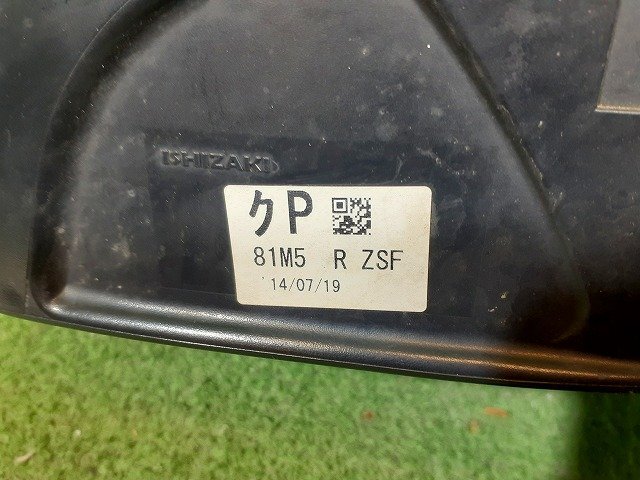 ISHIZAKI
クP
81M5 R ZSF
'14/07/19